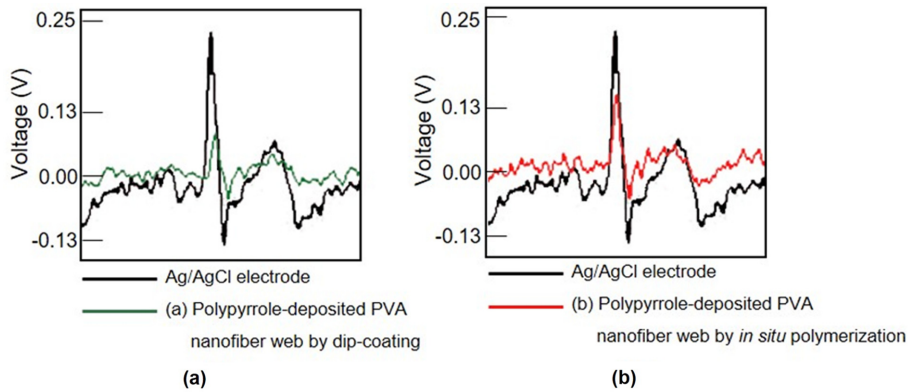 0.25
0.13
0.00
-0.13
Voltage (V)
Ag/AgCl electrode
(a) Polypyrrole-deposited PVA
nanofiber web by dip-coating
(a)
0.25
0.13
0.00
-0.13
Voltage (V)
Ag/AgCl electrode
(b) Polypyrrole-deposited PVA
nanofiber web by in situ polymerization
(b)